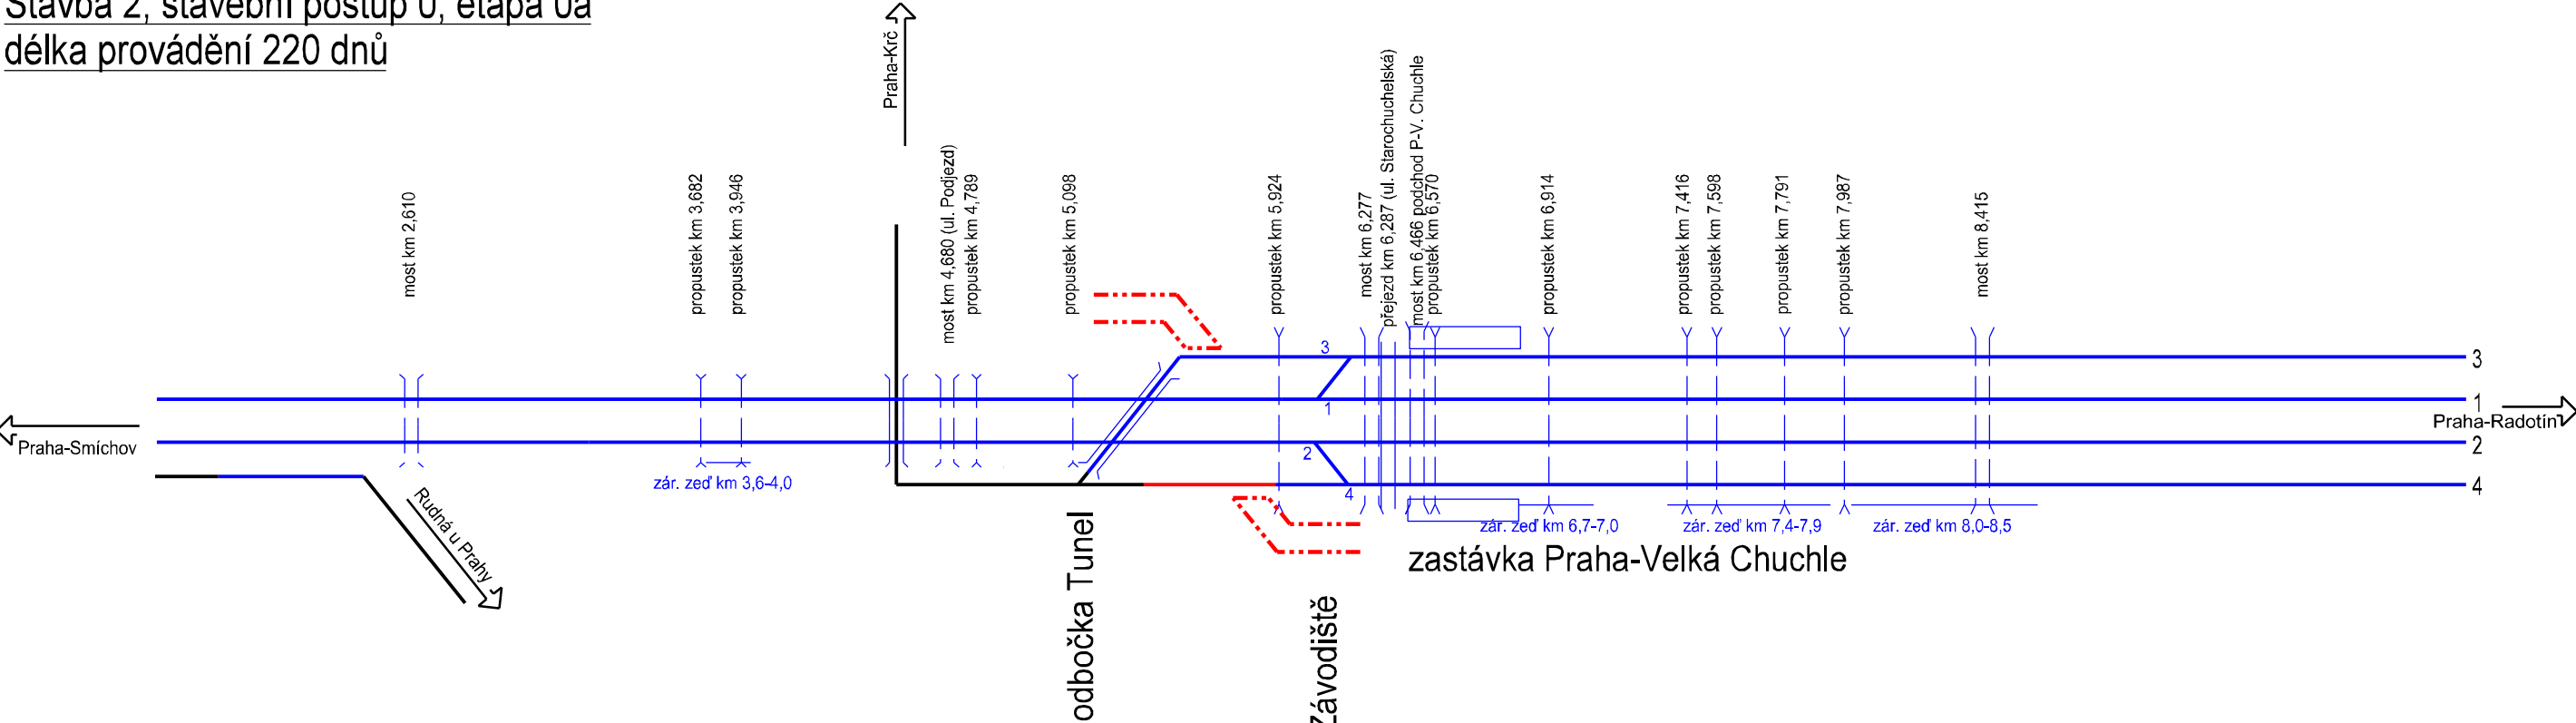 Stavba 2, stavební postup 0, etapa 0a
délka provádění 220 dnů
Praha-Krč
most km 2,610
propustek km 3,682
propustek km 3,946
most km 4,680 (ul. Podjezd)
propustek km 4,789
propustek km 5,098
propustek km 5,924
most km 6,277
přejezd km 6,287 (ul. Starochuchelská)
most km 6,466 podchod P-V. Chuchle
propustek km 6,570
propustek km 6,914
propustek km 7,416
propustek km 7,598
propustek km 7,791
propustek km 7,987
most km 8,415
3
3
1
1
Praha-Radotín
Praha-Smíchov
2
2
4
4
zár. zeď km 3,6-4,0
Rudná u Prahy
zár. zeď km 6,7-7,0
zár. zeď km 7,4-7,9
zár. zeď km 8,0-8,5
zastávka Praha-Velká Chuchle
odbočka Tunel
Závodiště